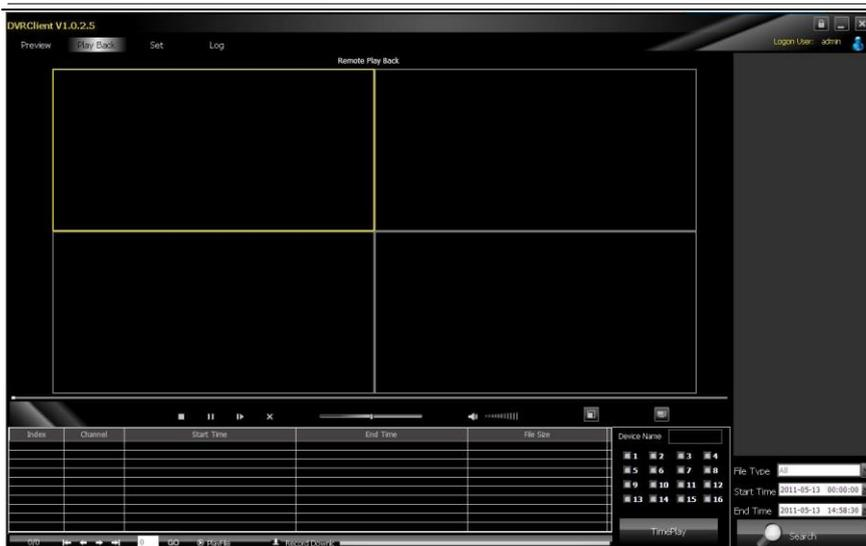 DVRClient V1.0.2.5
Logon User: admin
Preview Play Back Set Log
Remote Play Back
Index Channel Start Time End Time File Size
Device Name
1 2 3 4
5 6 7 8
9 10 11 12
13 14 15 16
TimePlay
File Type All
Start Time 2011-05-13 00:00:00
End Time 2011-05-13 14:58:30
Search
0/0 0 GO PlayFile Record Downlc